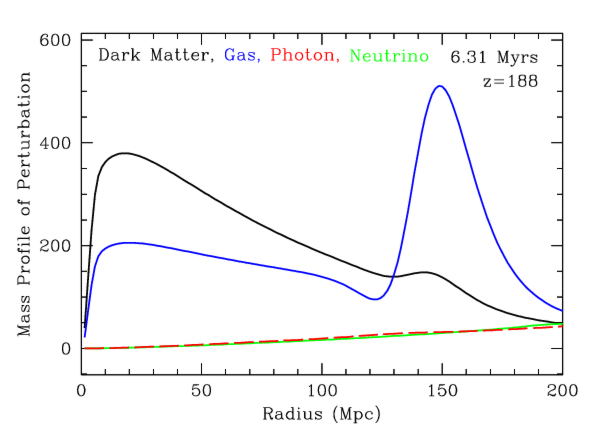 Dark Matter, Gas, Photon, Neutrino 6.31 Myrs
z=188
Mass Profile of Perturbation
600
400
200
0
0 50 100 150 200
Radius (Mpc)